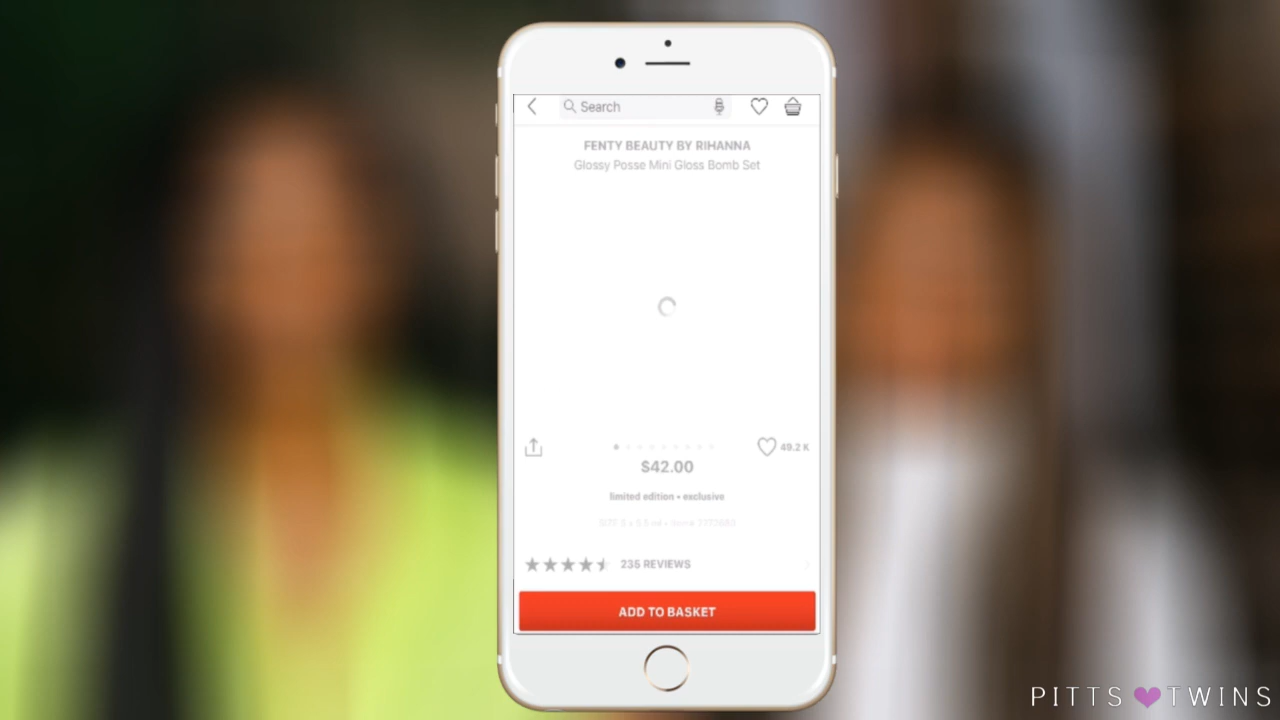 Search
FENTY BEAUTY BY RIHANNA
Glossy Posse Mini Gloss Bomb Set
49.2 K
$42.00
limited edition • exclusive
235 REVIEWS
ADD TO BASKET
PITTS TWINS